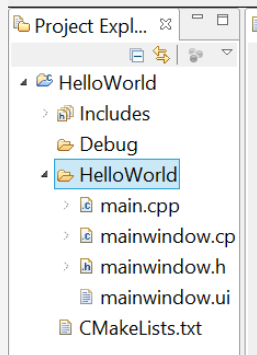 Project Expl...
HelloWorld
Includes
Debug
HelloWorld
main.cpp
mainwindow.cp
mainwindow.h
mainwindow.ui
CMakeLists.txt